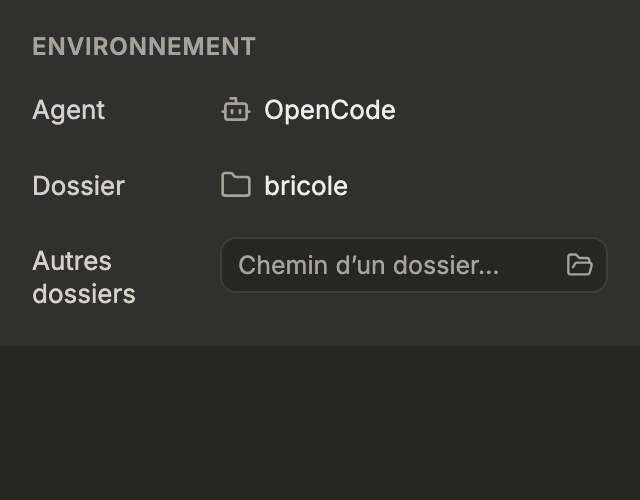 ENVIRONNEMENT
Agent OpenCode
Dossier bricole
Autres dossiers Chemin d’un dossier...